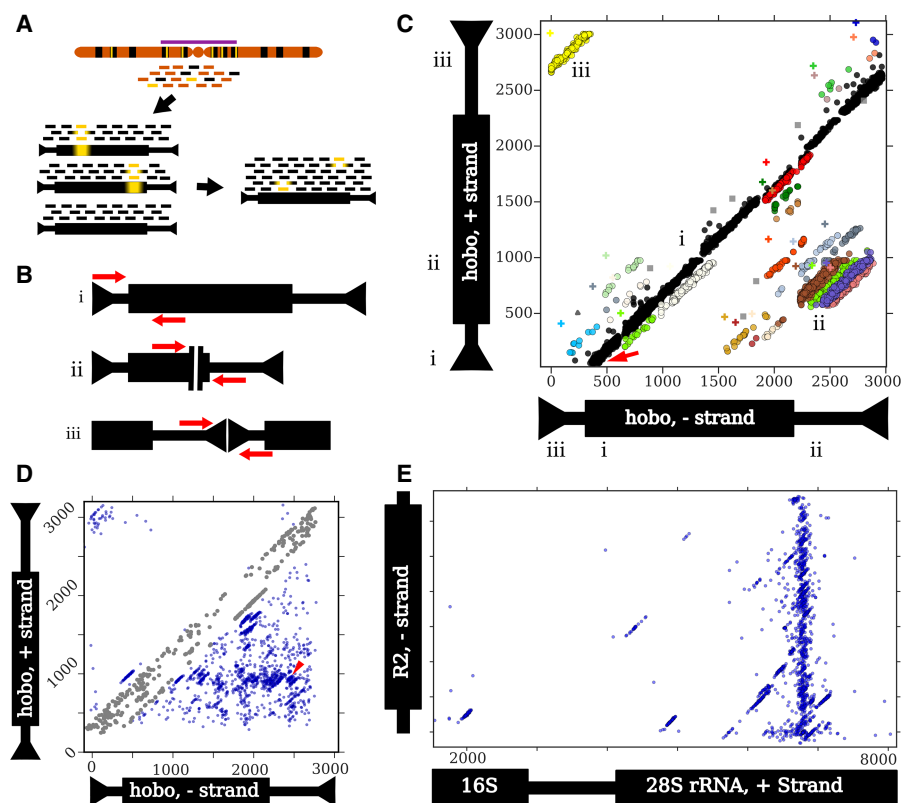 A
B
i
ii
iii
C
iii
ii
i
hobo, + strand
3000
2500
2000
1500
1000
500
iii
i
ii
0
500
1000
1500
2000
2500
3000
hobo, - strand
iii
i
ii
D
hobo, + strand
3000
2000
1000
0
0
1000
2000
3000
hobo, - strand
E
R2, - strand
2000
8000
16S
28S rRNA, + Strand